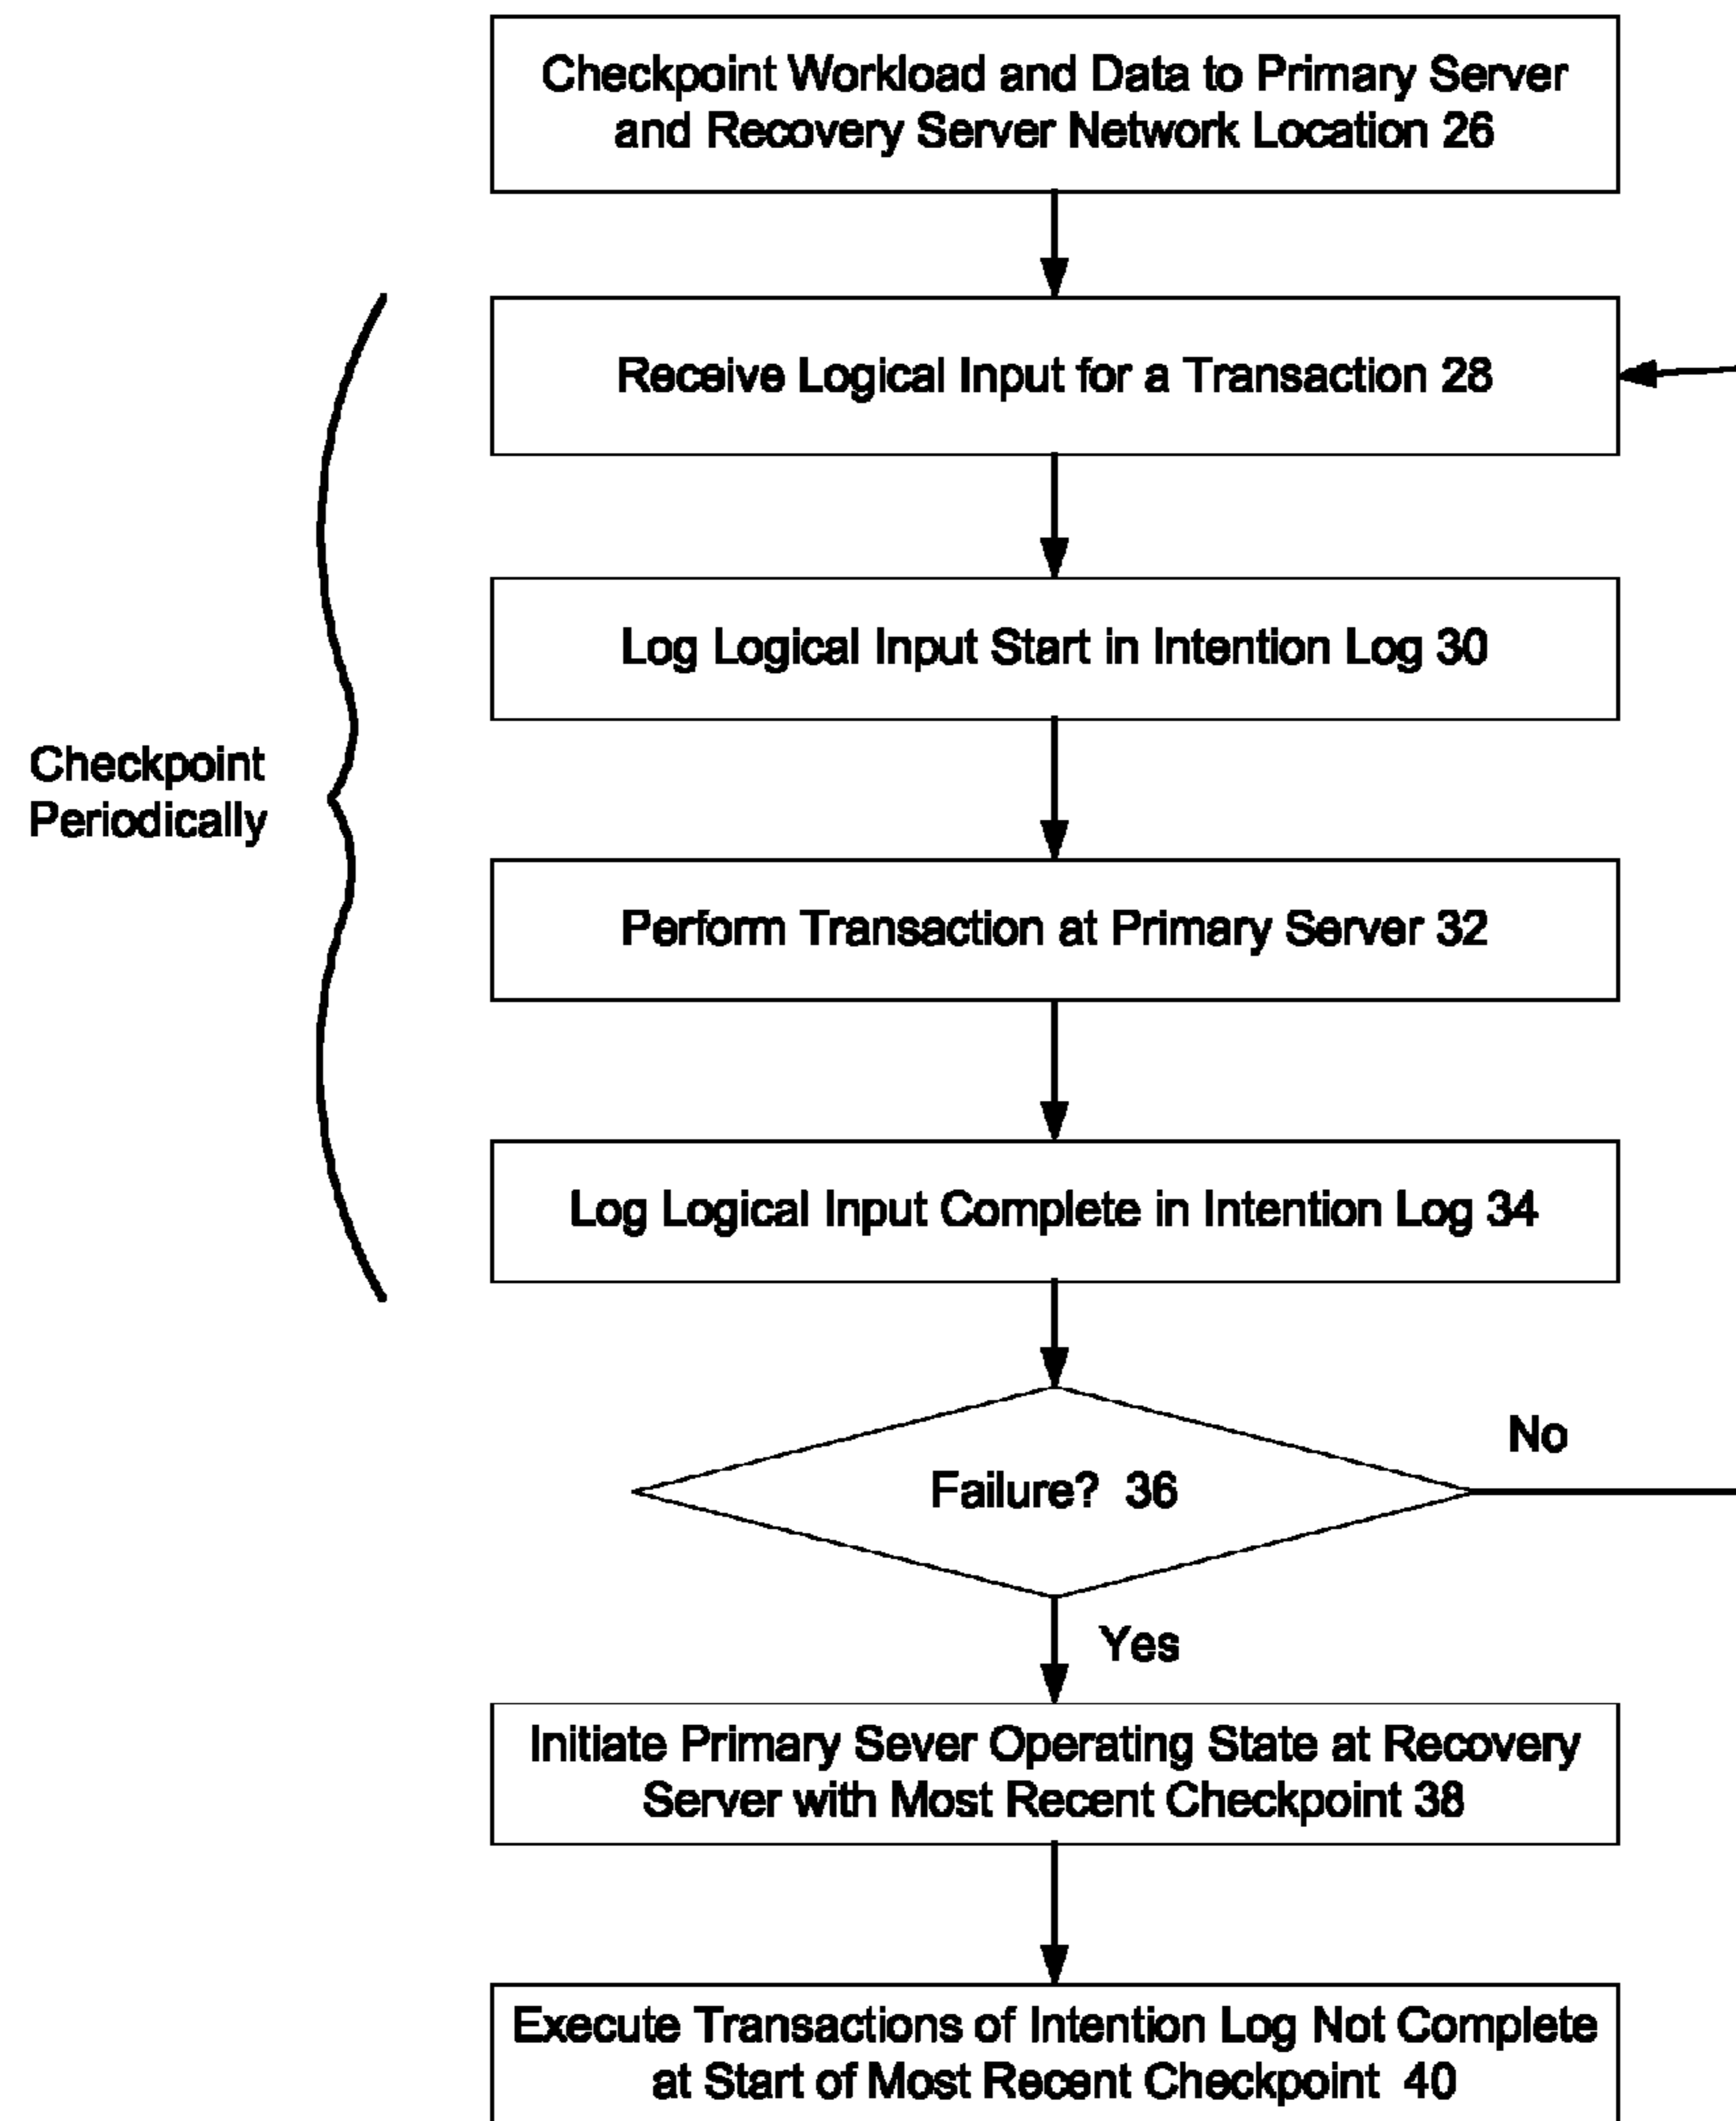 Checkpoint Workload and Data to Primary Server
and Recovery Server Network Location 26
Receive Logical Input for a Transaction 28
Log Logical Input Start in Intention Log 30
Checkpoint
Periodically
Perform Transaction at Primary Server 32
Log Logical Input Complete in Intention Log 34
No
Failure? 36
Yes
Initiate Primary Sever Operating State at Recovery
Server with Most Recent Checkpoint 38
Execute Transactions of Intention Log Not Complete
at Start of Most Recent Checkpoint 40